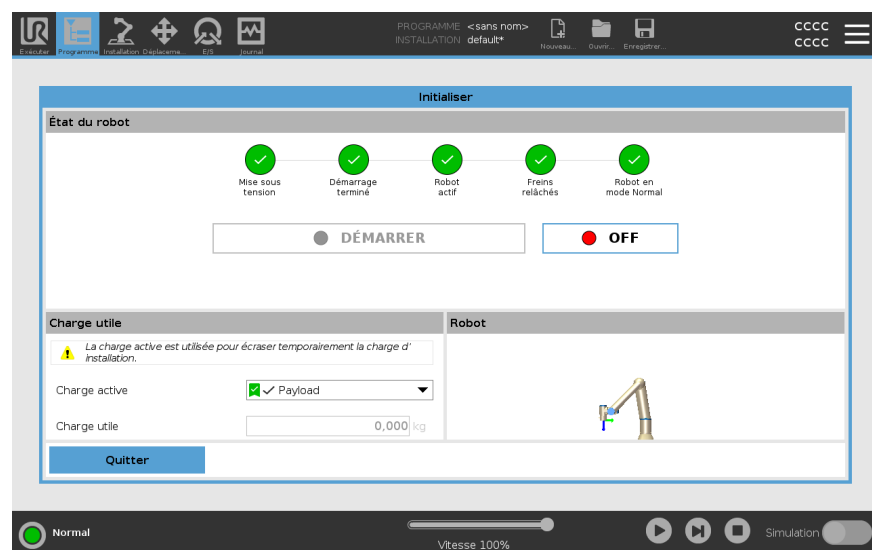 PROGRAMME <sans nom>
INSTALLATION default*
CCCC
CCCC
Exécuter
Programme
Installation
Déplaceme...
E/S
Journal
Nouveau...
Ouvrir...
Enregistrer...
Initialiser
État du robot
Mise sous
tension
Démarrage
terminé
Robot
actif
Freins
relâchés
Robot en
mode Normal
DÉMARRER
OFF
Charge utile
Robot
La charge active est utilisée pour écraser temporairement la charge d'
installation.
Charge active
Payload
Charge utile
0,000 kg
Quitter
Normal
Vitesse 100%
Simulation